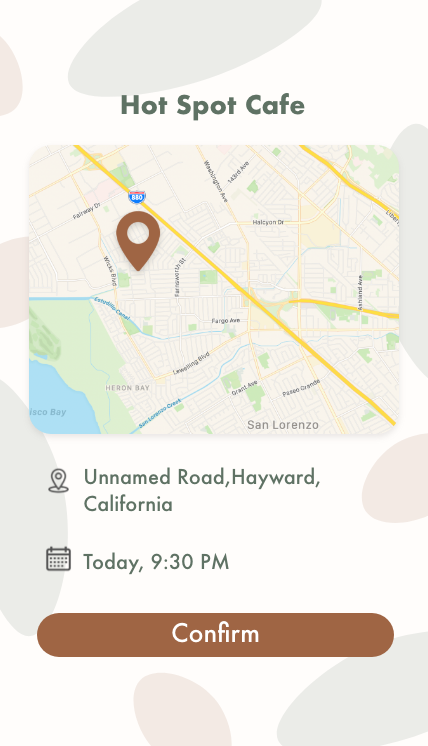 Hot Spot Cafe
Washington Ave
143rd Ave
880
Fairway Dr
Halcyon Dr
Wicks Blvd
Farnsworth St
Ashland Ave
Estudillo Canal
Fargo Ave
Lewelling Blvd
HERON BAY
Grant Ave
Paseo Grande
isco Bay
San Lorenzo Creek
San Lorenzo
Unnamed Road,Hayward,
California
Today, 9:30 PM
Confirm